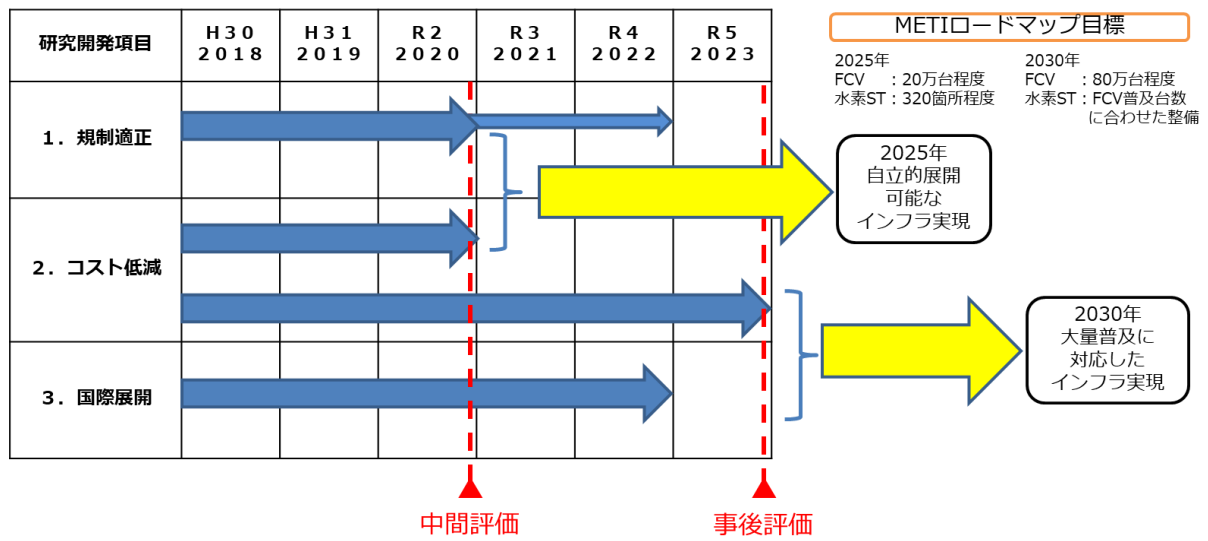 研究開発項目
H30
2018
H31
2019
R2
2020
R3
2021
R4
2022
R5
2023
1．規制適正
2．コスト低減
3．国際展開
中間評価
事後評価
METIロードマップ目標
2025年
FCV　：20万台程度
水素ST：320箇所程度
2030年
FCV　：80万台程度
水素ST：FCV普及台数
に合わせた整備
2025年
自立的展開
可能な
インフラ実現
2030年
大量普及に
対応した
インフラ実現